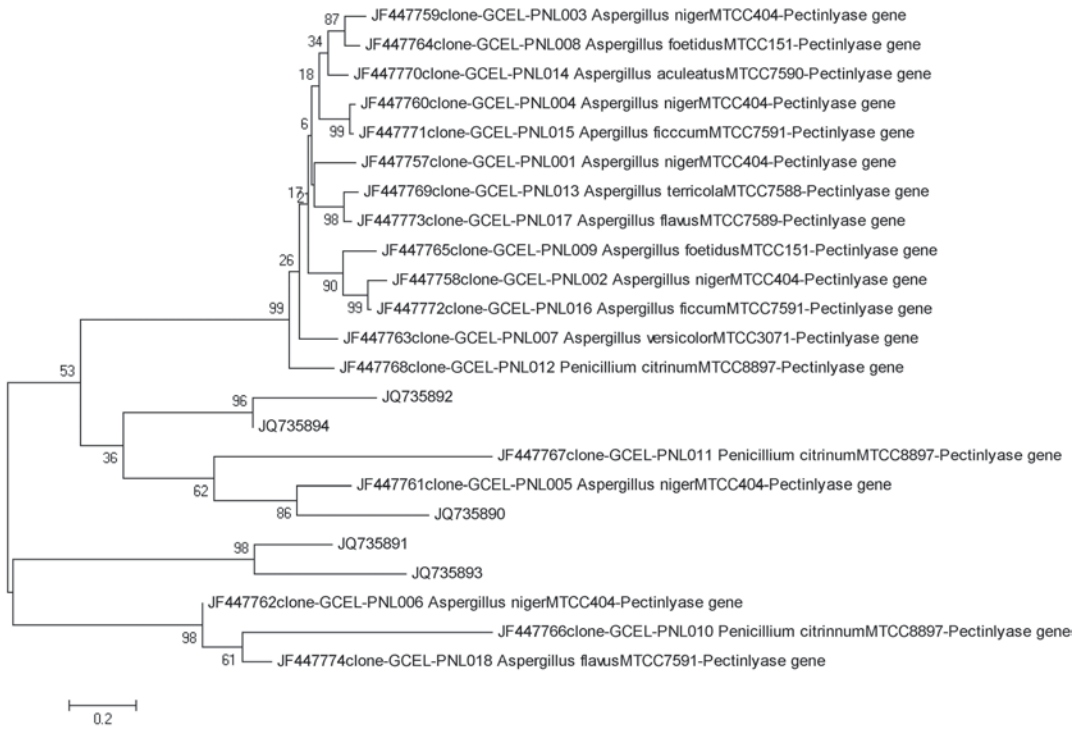 87
JF447759clone-GCEL-PNL003 Aspergillus nigerMTCC404-Pectinlyase gene
34
JF447764clone-GCEL-PNL008 Aspergillus foetidusMTCC151-Pectinlyase gene
18
JF447770clone-GCEL-PNL014 Aspergillus aculeatusMTCC7590-Pectinlyase gene
JF447760clone-GCEL-PNL004 Aspergillus nigerMTCC404-Pectinlyase gene
6
99
JF447771clone-GCEL-PNL015 Apergillus ficccumMTCC7591-Pectinlyase gene
JF447757clone-GCEL-PNL001 Aspergillus nigerMTCC404-Pectinlyase gene
17
2
JF447769clone-GCEL-PNL013 Aspergillus terricolaMTCC7588-Pectinlyase gene
98
JF447773clone-GCEL-PNL017 Aspergillus flavusMTCC7589-Pectinlyase gene
JF447765clone-GCEL-PNL009 Aspergillus foetidusMTCC151-Pectinlyase gene
26
90
JF447758clone-GCEL-PNL002 Aspergillus nigerMTCC404-Pectinlyase gene
99
99
JF447772clone-GCEL-PNL016 Aspergillus ficcumMTCC7591-Pectinlyase gene
JF447763clone-GCEL-PNL007 Aspergillus versicolorMTCC3071-Pectinlyase gene
JF447768clone-GCEL-PNL012 Penicillium citrinumMTCC8897-Pectinlyase gene
53
96
JQ735892
JQ735894
36
JF447767clone-GCEL-PNL011 Penicillium citrinumMTCC8897-Pectinlyase gene
62
JF447761clone-GCEL-PNL005 Aspergillus nigerMTCC404-Pectinlyase gene
86
JQ735890
98
JQ735891
JQ735893
JF447762clone-GCEL-PNL006 Aspergillus nigerMTCC404-Pectinlyase gene
98
JF447766clone-GCEL-PNL010 Penicillium citrinnumMTCC8897-Pectinlyase gene
61
JF447774clone-GCEL-PNL018 Aspergillus flavusMTCC7591-Pectinlyase gene
0.2